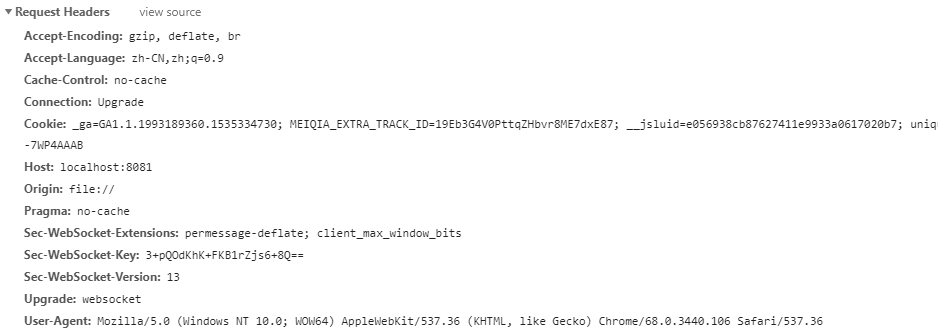 Request Headers view source
Accept-Encoding: gzip, deflate, br
Accept-Language: zh-CN,zh;q=0.9
Cache-Control: no-cache
Connection: Upgrade
Cookie: _ga=GA1.1.1993189360.1535334730; MEIQIA_EXTRA_TRACK_ID=19Eb3G4V0PttqZHbvr8ME7dxE87; __jsluid=e056938cb87627411e9933a0617020b7; uniq
-7WP4AAAB
Host: localhost:8081
Origin: file://
Pragma: no-cache
Sec-WebSocket-Extensions: permessage-deflate; client_max_window_bits
Sec-WebSocket-Key: 3+pQOdKhK+FKB1rZjs6+8Q==
Sec-WebSocket-Version: 13
Upgrade: websocket
User-Agent: Mozilla/5.0 (Windows NT 10.0; WOW64) AppleWebKit/537.36 (KHTML, like Gecko) Chrome/68.0.3440.106 Safari/537.36